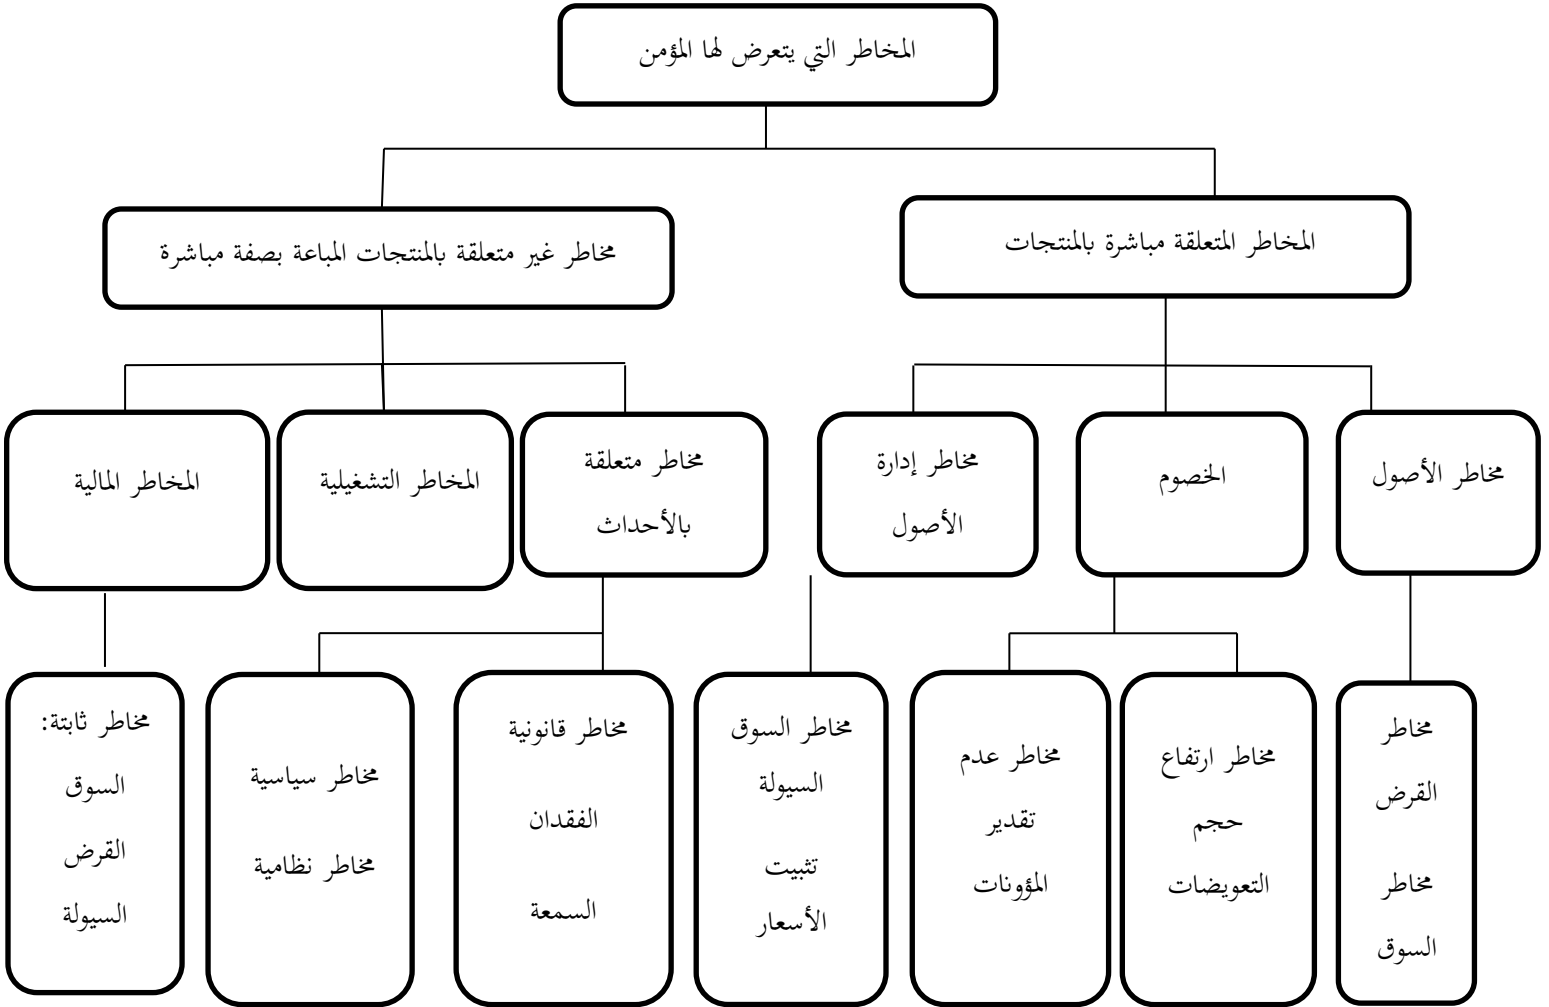 المخاطر التي يتعرض لها المؤمن
المخاطر المتعلقة مباشرة بالمنتجات
مخاطر غير متعلقة بالمنتجات المباعة بصفة مباشرة
مخاطر الأصول
الخصوم
مخاطر إدارة
الأصول
مخاطر متعلقة
بالأحداث
المخاطر التشغيلية
المخاطر المالية
مخاطر
القرض
مخاطر
السوق
مخاطر ارتفاع
حجم
التعويضات
مخاطر عدم
تقدير
المؤونات
مخاطر السوق
السيولة
تثبيت
الأسعار
مخاطر قانونية
الفقدان
السمعة
مخاطر سياسية
مخاطر نظامية
مخاطر ثابتة:
السوق
القرض
السيولة